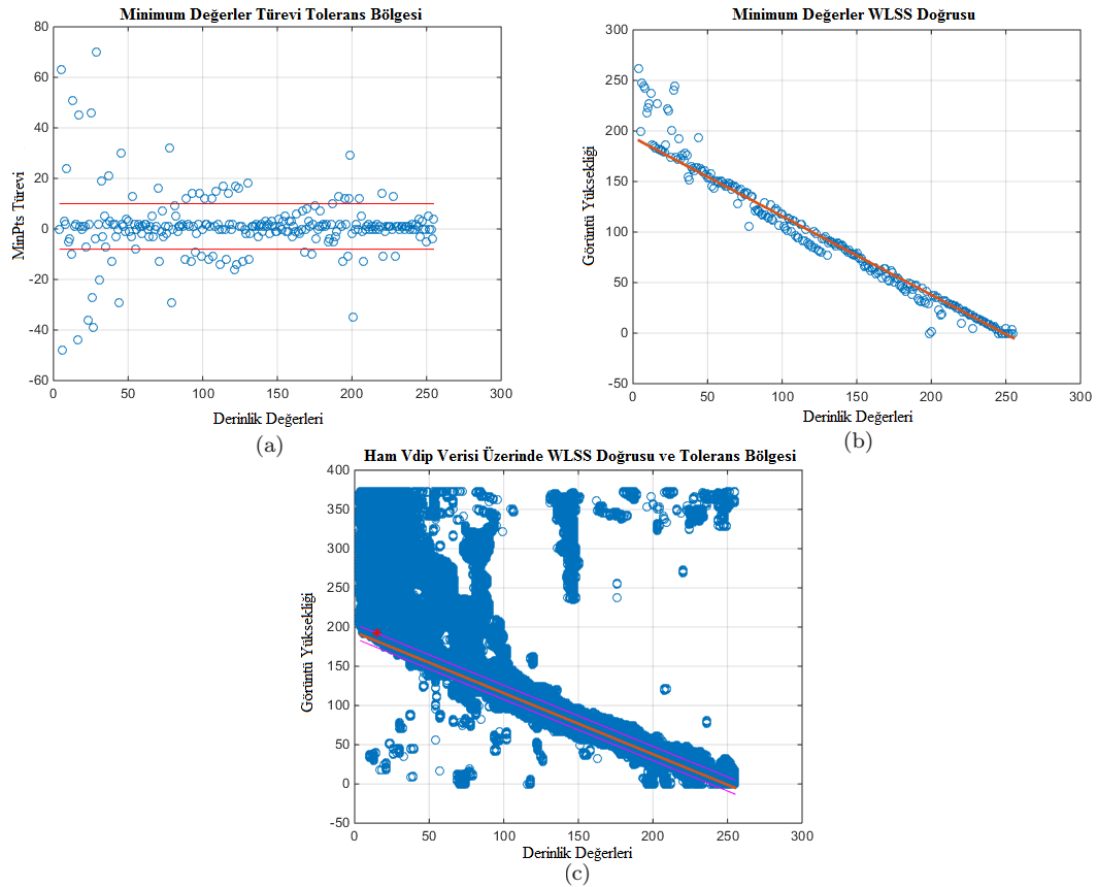 Minimum Değerler Türevi Tolerans Bölgesi
80
60
40
20
0
-20
-40
-60
MinPts Türevi
0 50 100 150 200 250 300
Derinlik Değerleri
(a)
Minimum Değerler WLSS Doğrusu
300
250
200
150
100
50
0
-50
Görüntü Yüksekliği
0 50 100 150 200 250 300
Derinlik Değerleri
(b)
Ham Vdip Verisi Üzerinde WLSS Doğrusu ve Tolerans Bölgesi
400
350
300
250
200
150
100
50
0
-50
Görüntü Yüksekliği
0 50 100 150 200 250 300
Derinlik Değerleri
(c)